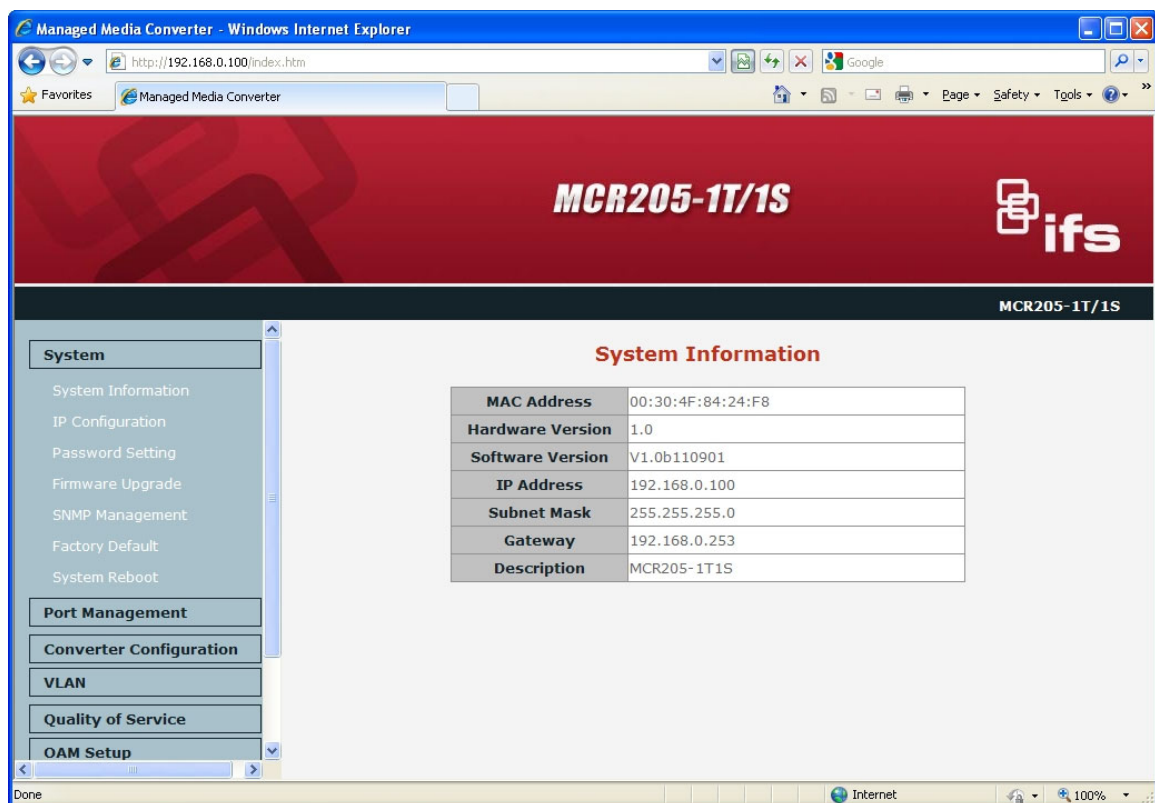 Managed Media Converter - Windows Internet Explorer
http://192.168.0.100/index.htm
Google
Favorites
Managed Media Converter
Page
Safety
Tools
»
MCR205-1T/1S
ifs
MCR205-1T/1S
System
System Information
IP Configuration
Password Setting
Firmware Upgrade
SNMP Management
Factory Default
System Reboot
Port Management
Converter Configuration
VLAN
Quality of Service
OAM Setup
System Information
MAC Address 00:30:4F:84:24:F8
Hardware Version 1.0
Software Version V1.0b110901
IP Address 192.168.0.100
Subnet Mask 255.255.255.0
Gateway 192.168.0.253
Description MCR205-1T1S
Done
Internet
100%